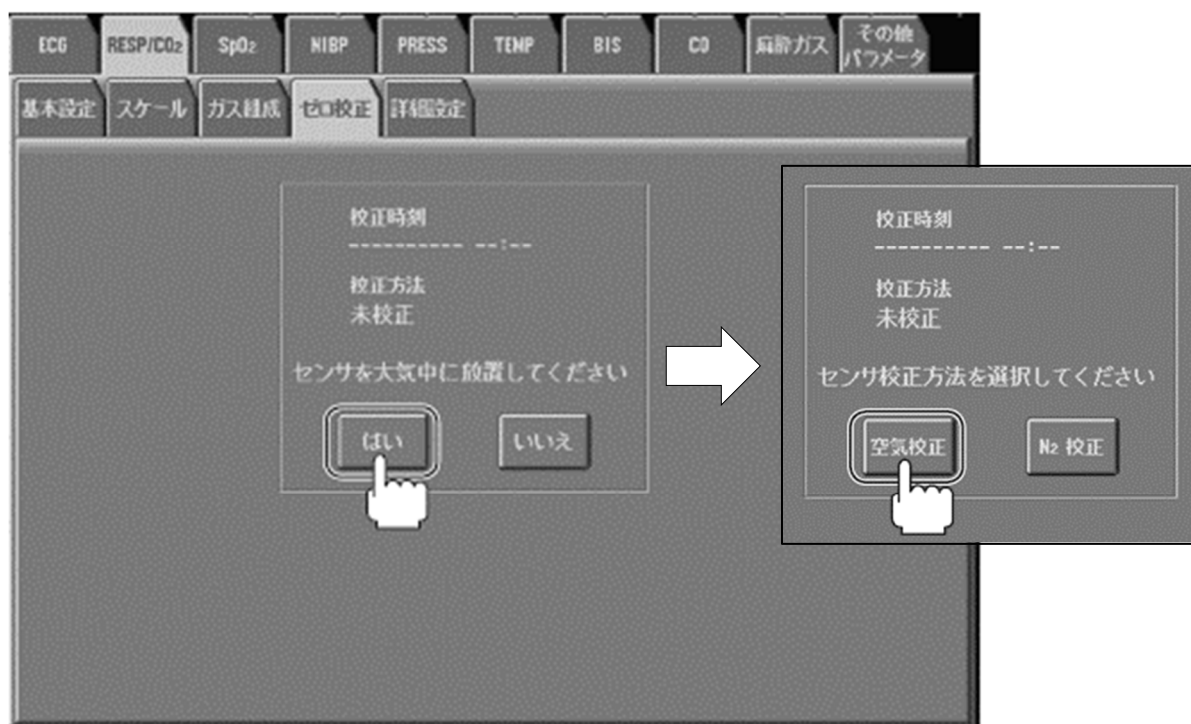 ECG RESP/CO₂ SpO₂ NIBP PRESS TEMP BIS CO 麻酔ガス その他
パラメータ
基本設定 スケール ガス組成 ゼロ校正 詳細設定
校正時刻
---------- --:--
校正方法
未校正
センサを大気中に放置してください
はい いいえ
校正時刻
---------- --:--
校正方法
未校正
センサ校正方法を選択してください
空気校正 N₂ 校正